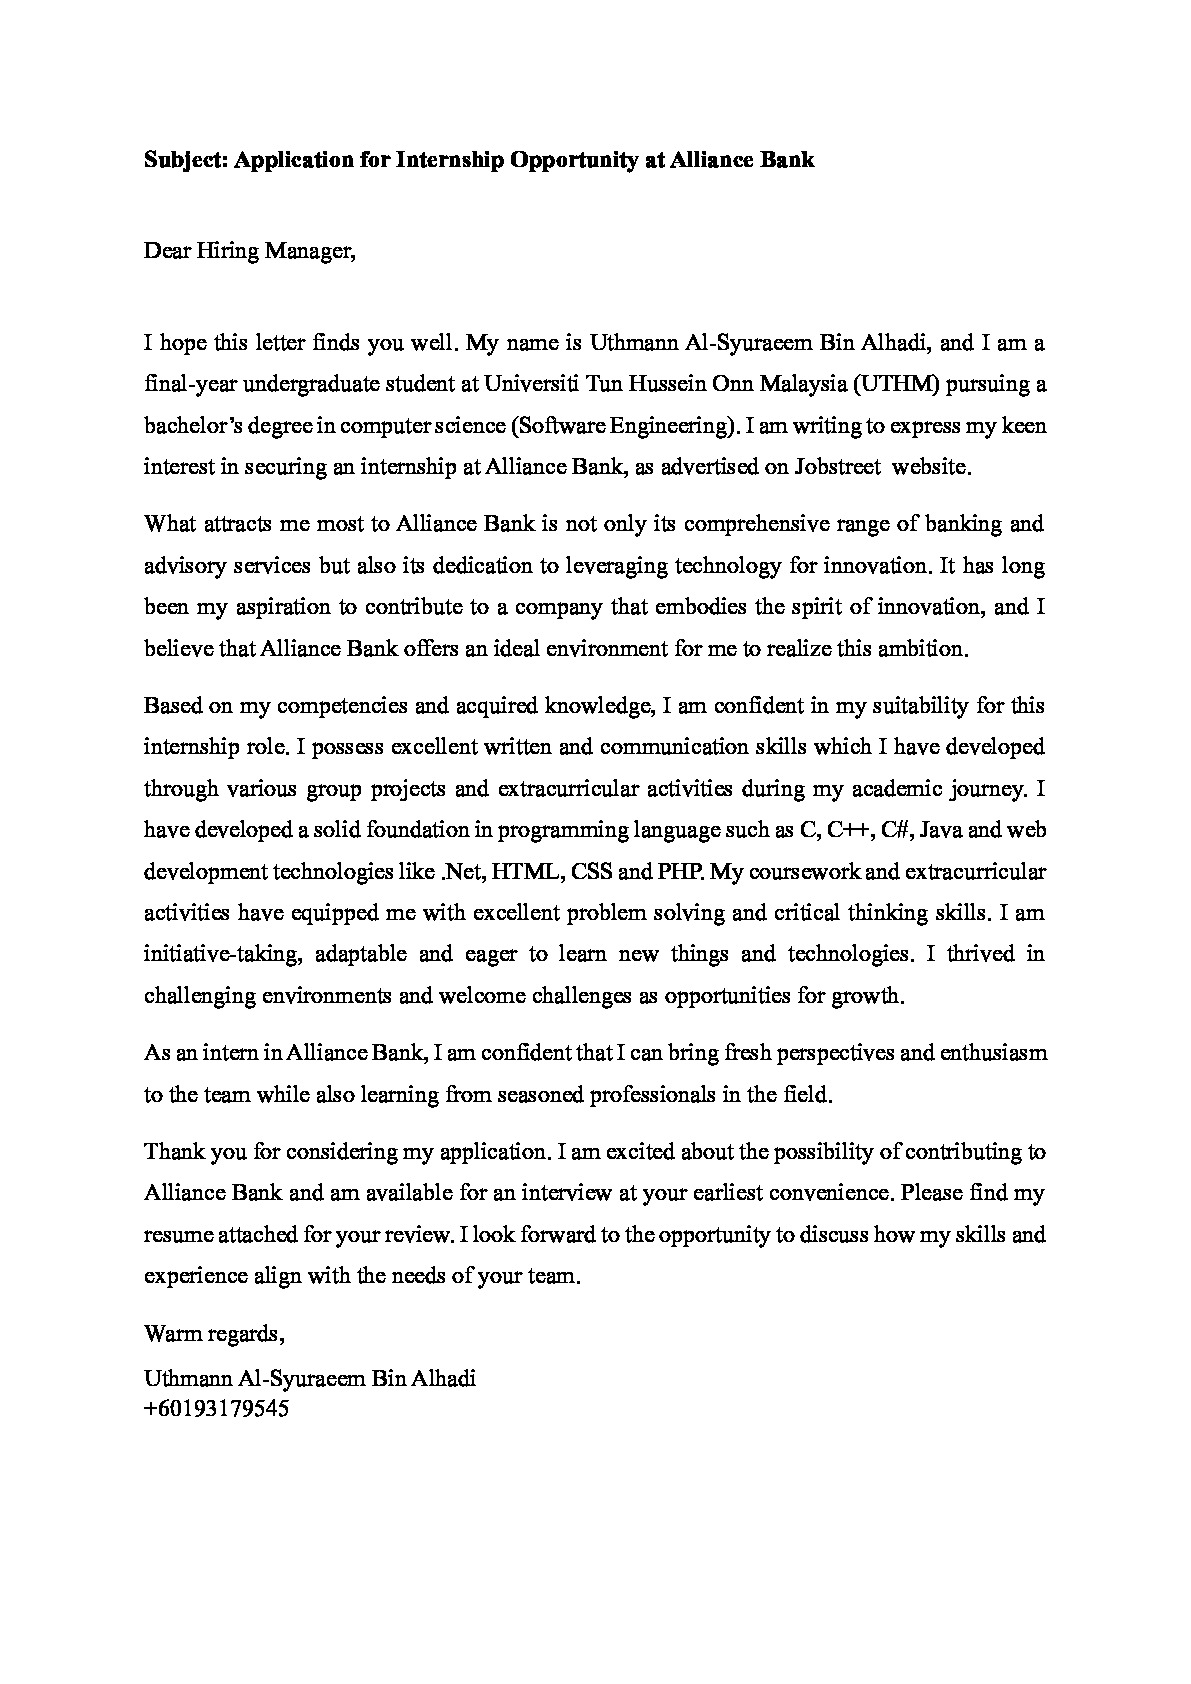 Subject: Application for Internship Opportunity at Alliance Bank
Dear Hiring Manager,
I hope this letter finds you well. My name is Uthmann Al-Syuraeem Bin Alhadi, and I am a
final-year undergraduate student at Universiti Tun Hussein Onn Malaysia (UTHM) pursuing a
bachelor’s degree in computer science (Software Engineering). I am writing to express my keen
interest in securing an internship at Alliance Bank, as advertised on Jobstreet  website.
What attracts me most to Alliance Bank is not only its comprehensive range of banking and
advisory services but also its dedication to leveraging technology for innovation. It has long
been my aspiration to contribute to a company that embodies the spirit of innovation, and I
believe that Alliance Bank offers an ideal environment for me to realize this ambition.
Based on my competencies and acquired knowledge, I am confident in my suitability for this
internship role. I possess excellent written and communication skills which I have developed
through various group projects and extracurricular activities during my academic journey. I
have developed a solid foundation in programming language such as C, C++, C#, Java and web
development technologies like .Net, HTML, CSS and PHP. My coursework and extracurricular
activities have equipped me with excellent problem solving and critical thinking skills. I am
initiative-taking, adaptable and eager to learn new things and technologies. I thrived in
challenging environments and welcome challenges as opportunities for growth.
As an intern in Alliance Bank, I am confident that I can bring fresh perspectives and enthusiasm
to the team while also learning from seasoned professionals in the field.
Thank you for considering my application. I am excited about the possibility of contributing to
Alliance Bank and am available for an interview at your earliest convenience. Please find my
resume attached for your review. I look forward to the opportunity to discuss how my skills and
experience align with the needs of your team.
Warm regards,
Uthmann Al-Syuraeem Bin Alhadi
+60193179545